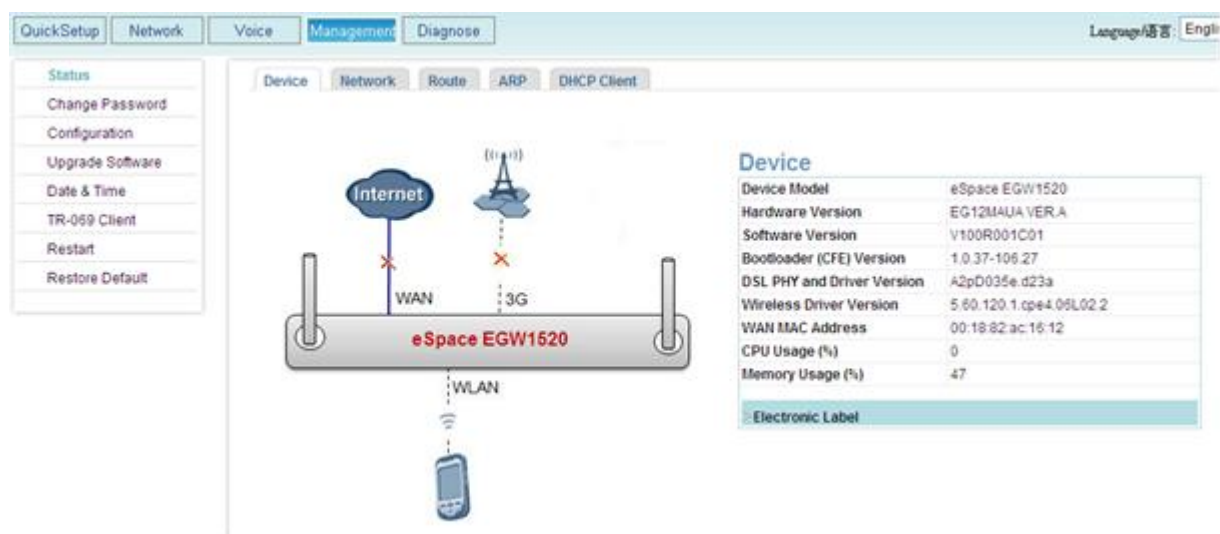 QuickSetup Network Voice Management Diagnose Language/语言: Engli
Status
Change Password
Configuration
Upgrade Software
Date & Time
TR-069 Client
Restart
Restore Default
Device Network Route ARP DHCP Client
Internet
WAN
3G
eSpace EGW1520
WLAN
Device
Device Model eSpace EGW1520
Hardware Version EG12MAUA VER.A
Software Version V100R001C01
Bootloader (CFE) Version 1.0.37-106.27
DSL PHY and Driver Version A2pD035e.d23a
Wireless Driver Version 5.60.120.1.cpe4.06L02.2
WAN MAC Address 00:18:82:ac:16:12
CPU Usage (%) 0
Memory Usage (%) 47
Electronic Label